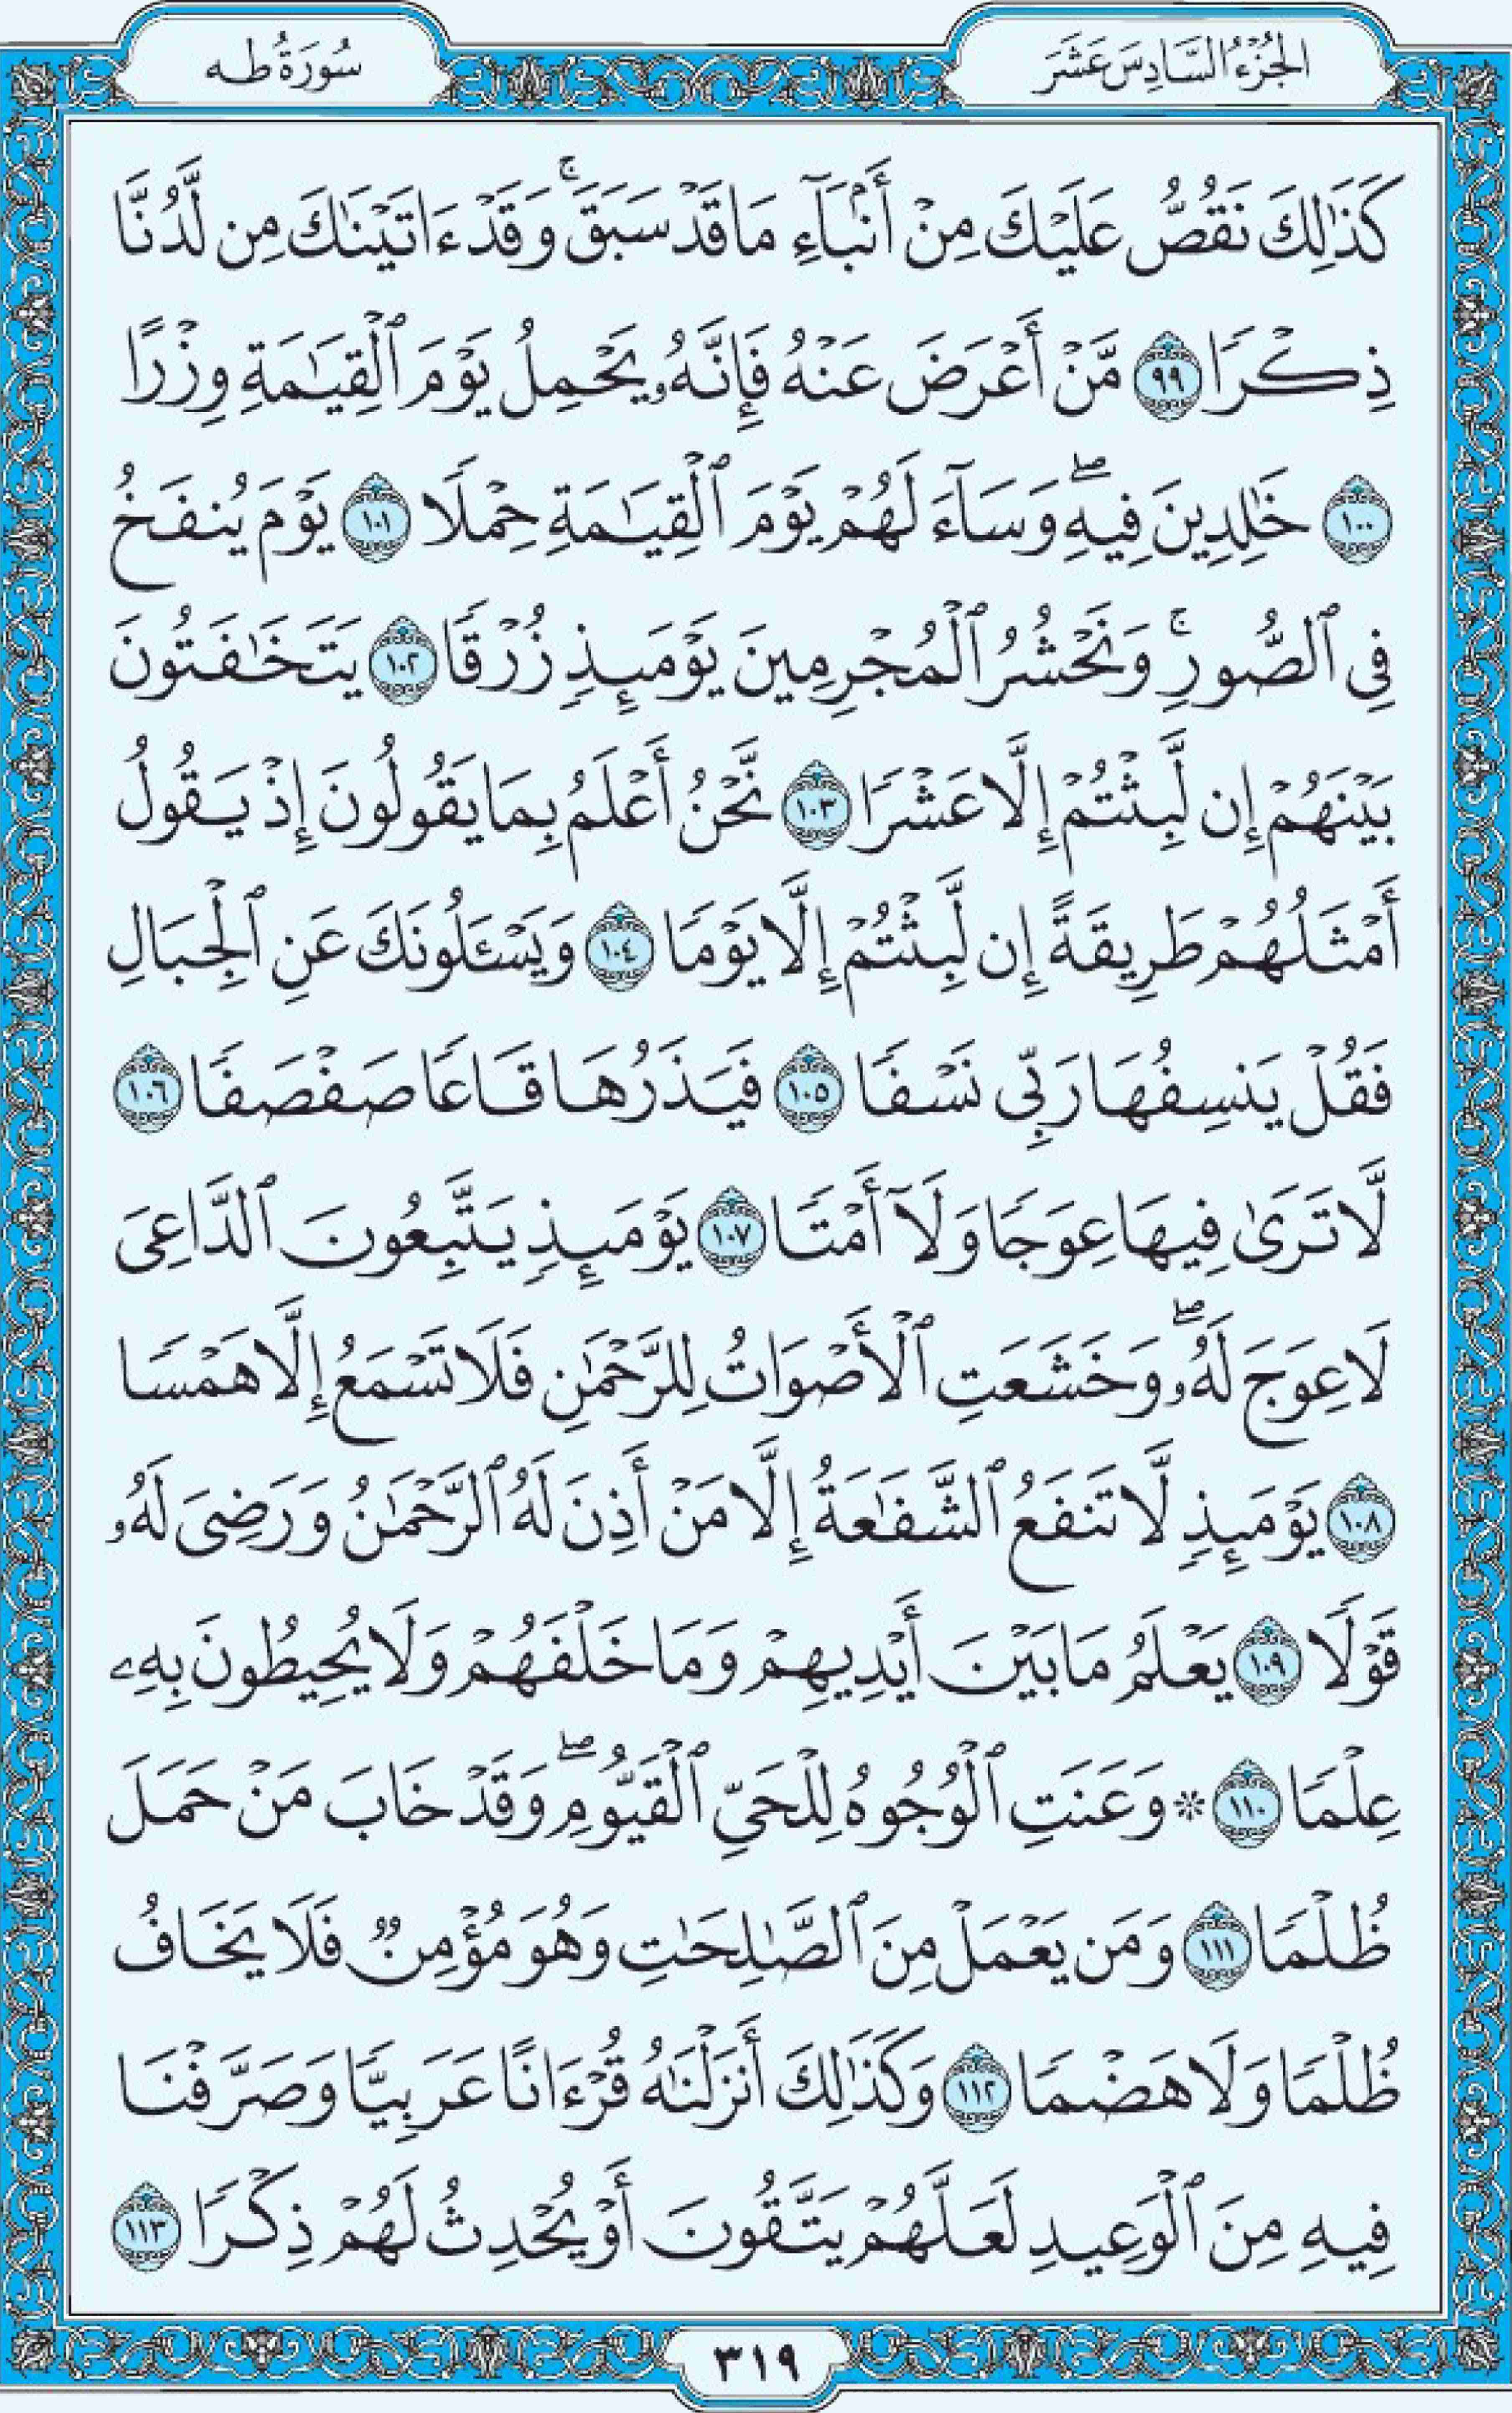 الجُزْءُ السَّادِسَ عَشَرَ
سُورَةُ طه
كَذَٰلِكَ نَقُصُّ عَلَيْكَ مِنْ أَنۢبَآءِ مَا قَدْ سَبَقَۚ وَقَدْ ءَاتَيْنَٰكَ مِن لَّدُنَّا
ذِكْرًا ٩٩ مَّنْ أَعْرَضَ عَنْهُ فَإِنَّهُۥ يَحْمِلُ يَوْمَ ٱلْقِيَٰمَةِ وِزْرًا
١٠٠ خَٰلِدِينَ فِيهِۖ وَسَآءَ لَهُمْ يَوْمَ ٱلْقِيَٰمَةِ حِمْلًا ١٠١ يَوْمَ يُنفَخُ
فِى ٱلصُّورِۚ وَنَحْشُرُ ٱلْمُجْرِمِينَ يَوْمَئِذٍ زُرْقًا ١٠٢ يَتَخَٰفَتُونَ
بَيْنَهُمْ إِن لَّبِثْتُمْ إِلَّا عَشْرًا ١٠٣ نَّحْنُ أَعْلَمُ بِمَا يَقُولُونَ إِذْ يَقُولُ
أَمْثَلُهُمْ طَرِيقَةً إِن لَّبِثْتُمْ إِلَّا يَوْمًا ١٠٤ وَيَسْـَٔلُونَكَ عَنِ ٱلْجِبَالِ
فَقُلْ يَنسِفُهَا رَبِّى نَسْفًا ١٠٥ فَيَذَرُهَا قَاعًا صَفْصَفًا ١٠٦
لَّا تَرَىٰ فِيهَا عِوَجًا وَلَآ أَمْتًا ١٠٧ يَوْمَئِذٍ يَتَّبِعُونَ ٱلدَّاعِىَ
لَا عِوَجَ لَهُۥۖ وَخَشَعَتِ ٱلْأَصْوَاتُ لِلرَّحْمَٰنِ فَلَا تَسْمَعُ إِلَّا هَمْسًا
١٠٨ يَوْمَئِذٍ لَّا تَنفَعُ ٱلشَّفَٰعَةُ إِلَّا مَنْ أَذِنَ لَهُ ٱلرَّحْمَٰنُ وَرَضِىَ لَهُۥ
قَوْلًا ١٠٩ يَعْلَمُ مَا بَيْنَ أَيْدِيهِمْ وَمَا خَلْفَهُمْ وَلَا يُحِيطُونَ بِهِۦ
عِلْمًا ١١٠ ۞ وَعَنَتِ ٱلْوُجُوهُ لِلْحَىِّ ٱلْقَيُّومِۖ وَقَدْ خَابَ مَنْ حَمَلَ
ظُلْمًا ١١١ وَمَن يَعْمَلْ مِنَ ٱلصَّٰلِحَٰتِ وَهُوَ مُؤْمِنٌ فَلَا يَخَافُ
ظُلْمًا وَلَا هَضْمًا ١١٢ وَكَذَٰلِكَ أَنزَلْنَٰهُ قُرْءَانًا عَرَبِيًّا وَصَرَّفْنَا
فِيهِ مِنَ ٱلْوَعِيدِ لَعَلَّهُمْ يَتَّقُونَ أَوْ يُحْدِثُ لَهُمْ ذِكْرًا ١١٣
٣١٩